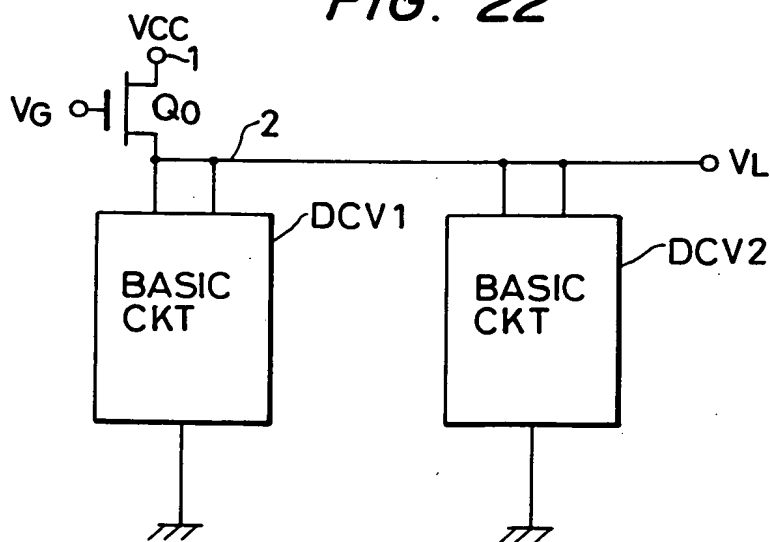 FIG. 22
VCC
1
VG
Q0
2
VL
DCV1
DCV2
BASIC
CKT
BASIC
CKT